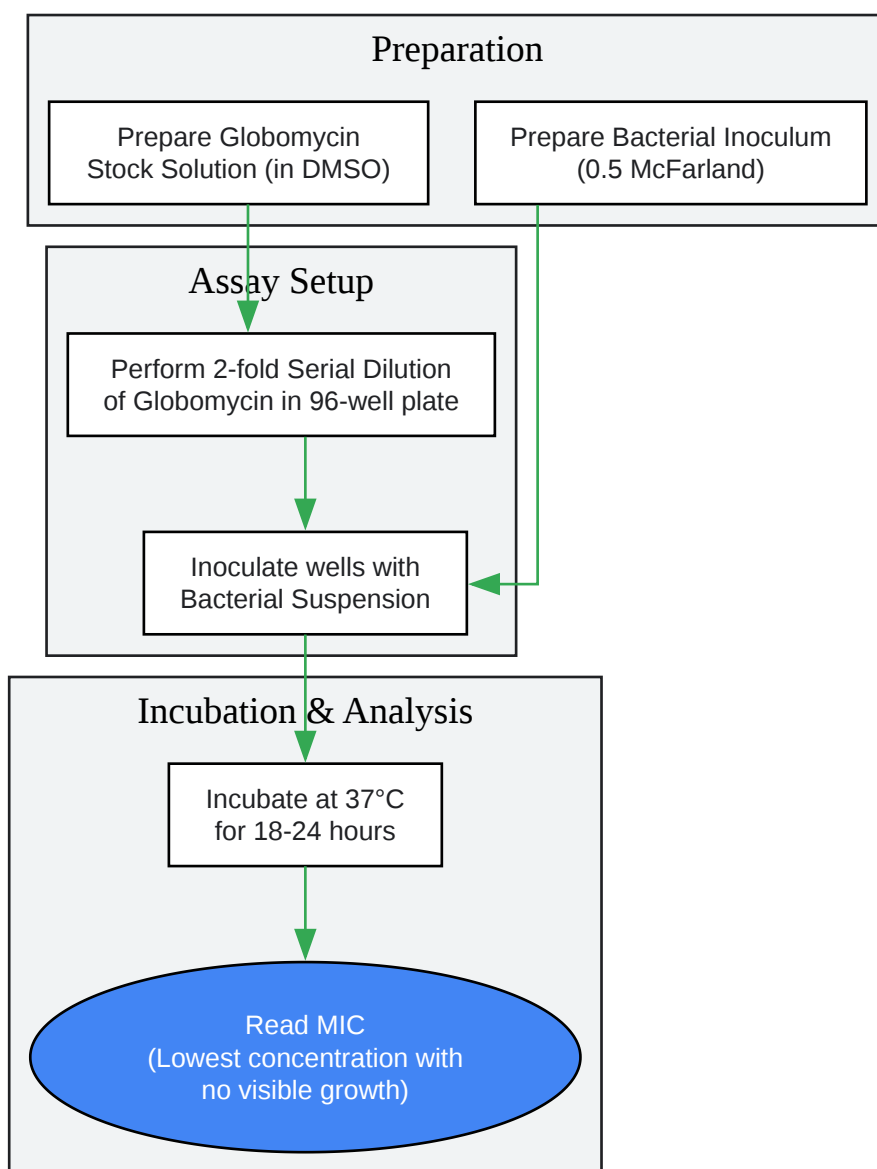 Preparation
Prepare Globomycin
Stock Solution (in DMSO)
Prepare Bacterial Inoculum
(0.5 McFarland)
Assay Setup
Perform 2-fold Serial Dilution
of Globomycin in 96-well plate
Inoculate wells with
Bacterial Suspension
Incubation & Analysis
Incubate at 37°C
for 18-24 hours
Read MIC
(Lowest concentration with
no visible growth)